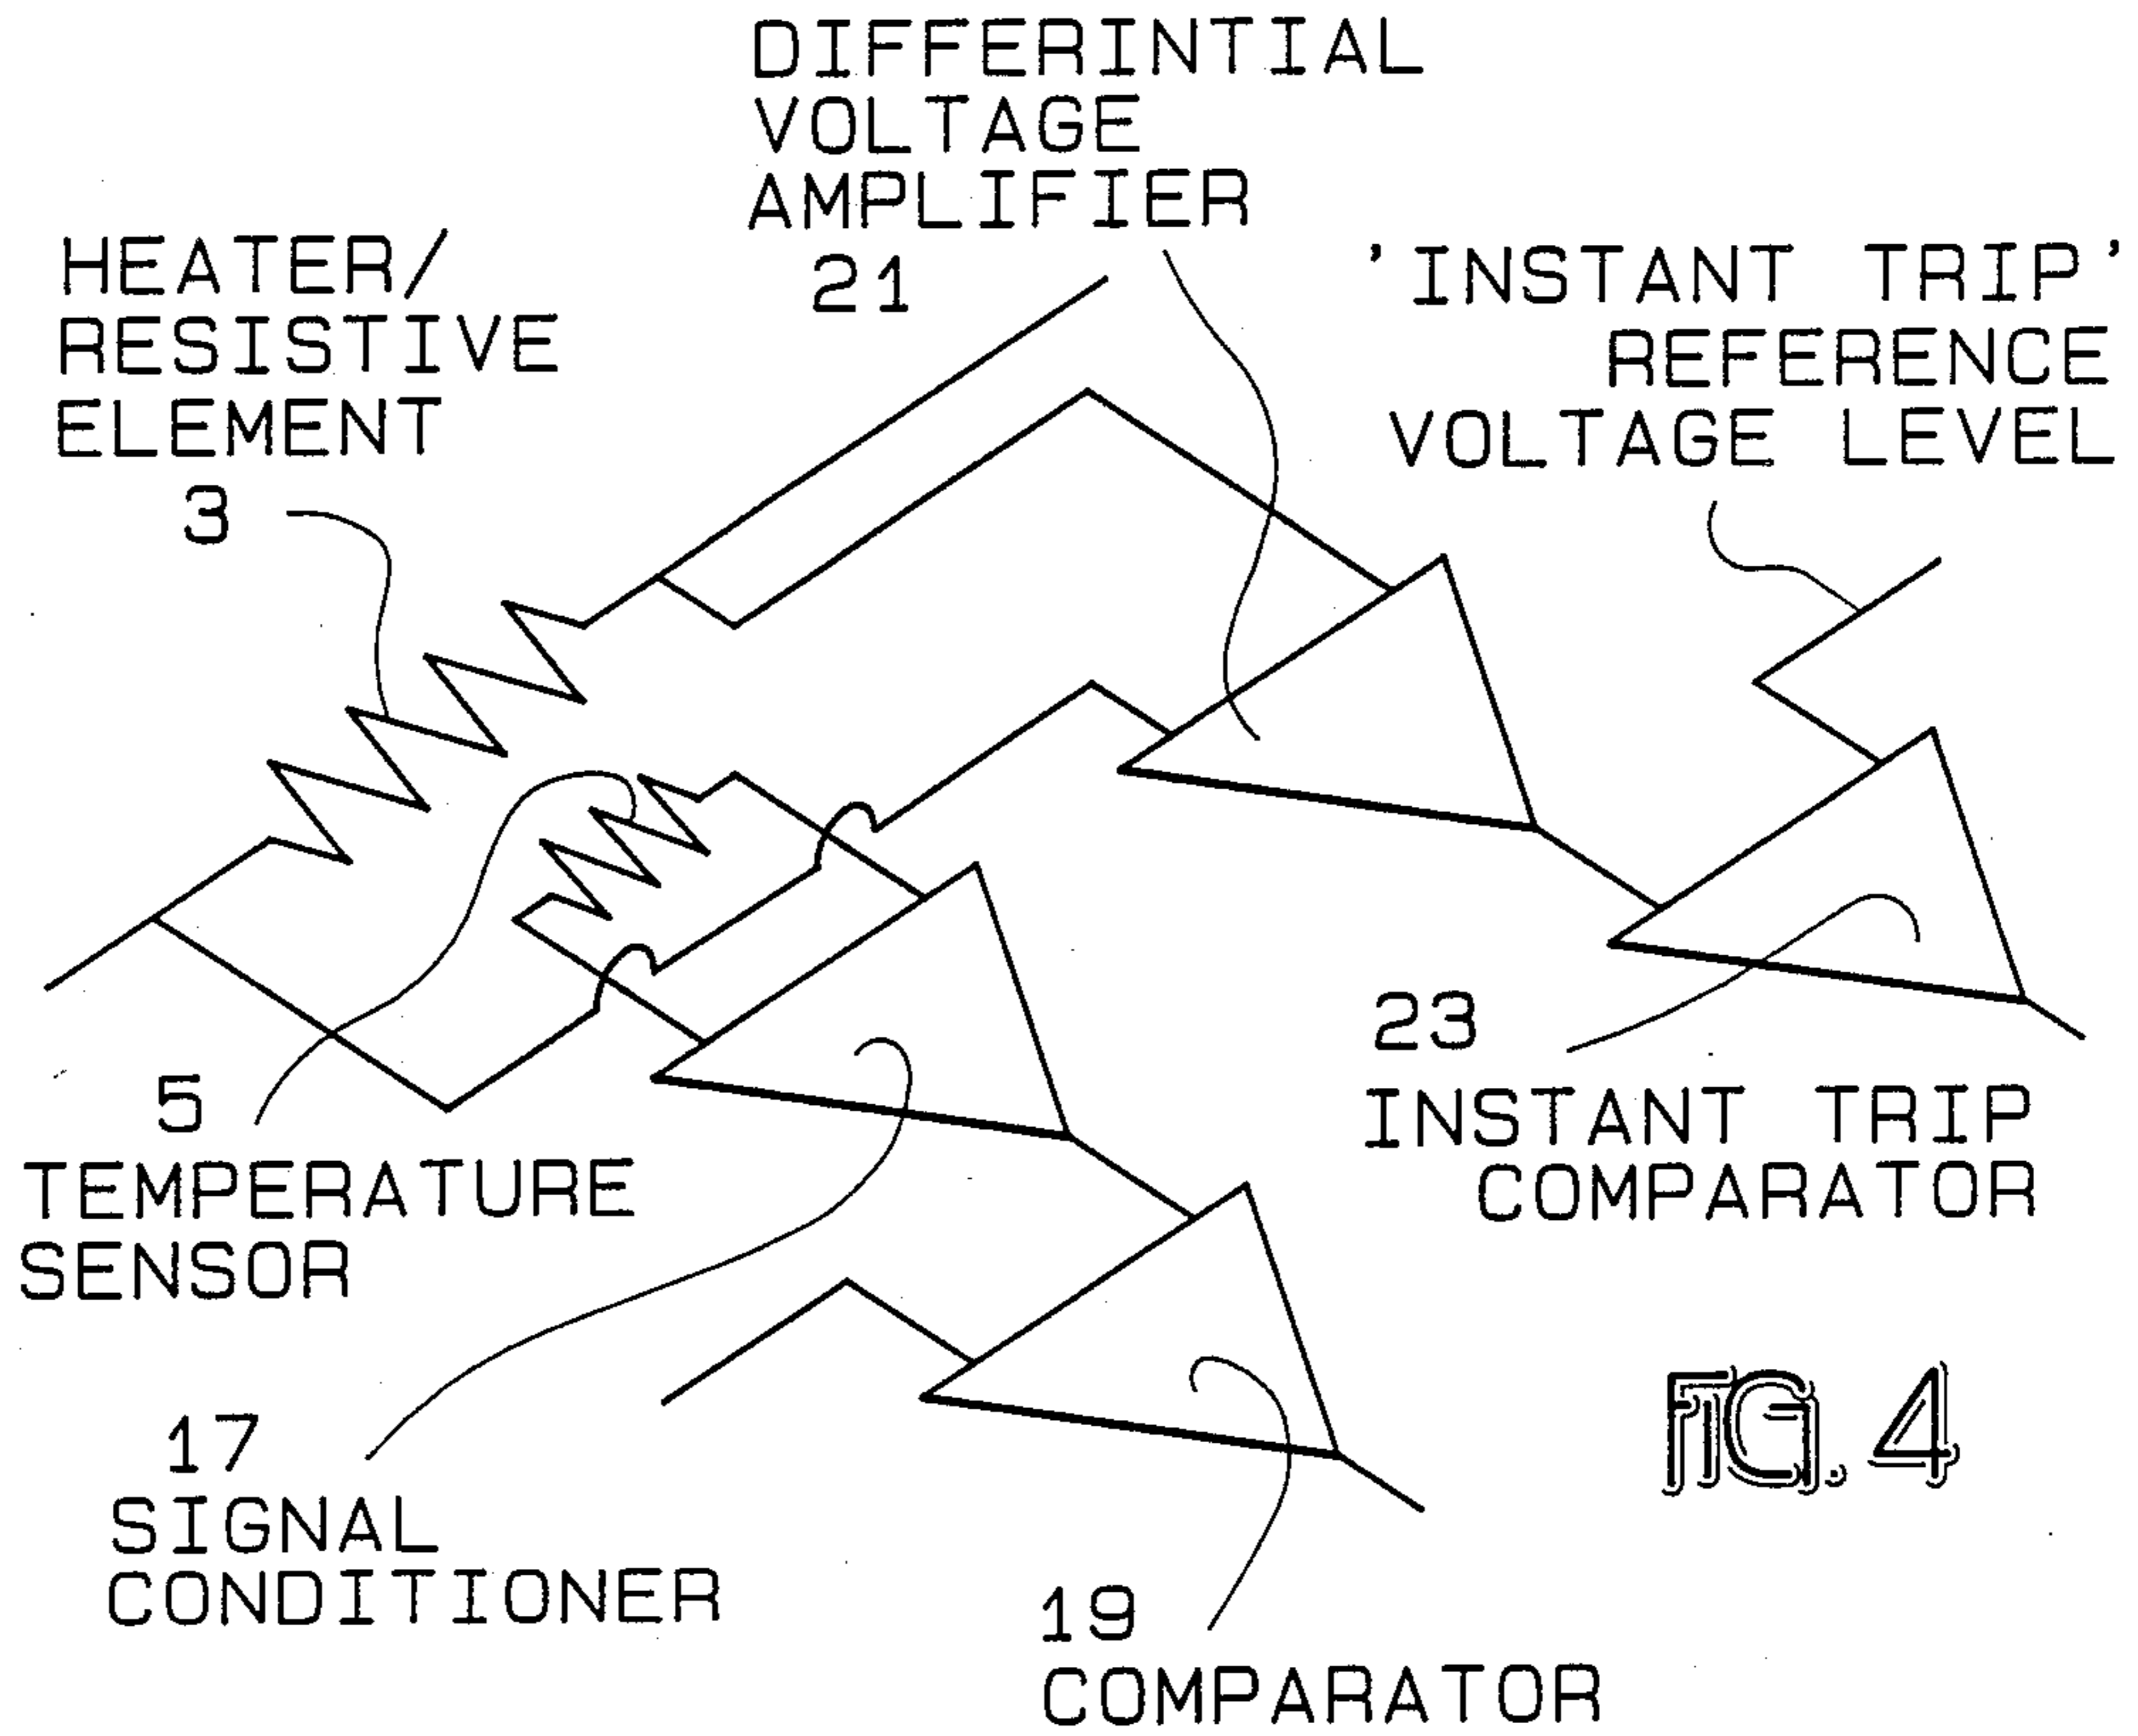 DIFFERINTIAL
VOLTAGE
AMPLIFIER
21
HEATER/
RESISTIVE
ELEMENT
3
'INSTANT TRIP'
REFERENCE
VOLTAGE LEVEL
5
TEMPERATURE
SENSOR
23
INSTANT TRIP
COMPARATOR
17
SIGNAL
CONDITIONER
19
COMPARATOR
FIG. 4